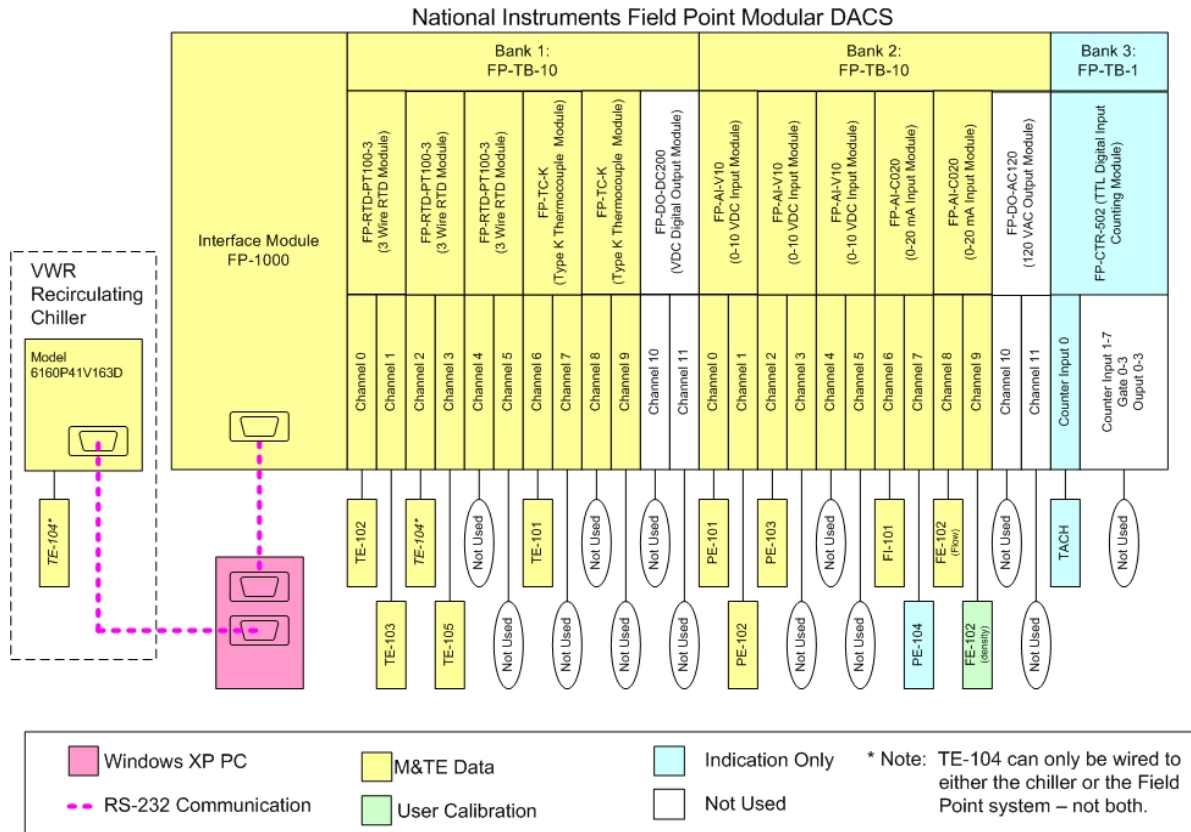 National Instruments Field Point Modular DACS
Bank 1:
FP-TB-10
Bank 2:
FP-TB-10
Bank 3:
FP-TB-1
Interface Module
FP-1000
FP-RTD-PT100-3
(3 Wire RTD Module)
FP-RTD-PT100-3
(3 Wire RTD Module)
FP-RTD-PT100-3
(3 Wire RTD Module)
FP-TC-K
(Type K Thermocouple Module)
FP-TC-K
(Type K Thermocouple Module)
FP-DO-DC200
(VDC Digital Output Module)
FP-AI-V10
(0-10 VDC Input Module)
FP-AI-V10
(0-10 VDC Input Module)
FP-AI-V10
(0-10 VDC Input Module)
FP-AI-C020
(0-20 mA Input Module)
FP-AI-C020
(0-20 mA Input Module)
FP-DO-AC120
(120 VAC Output Module)
FP-CTR-502 (TTL Digital Input
Counting Module)
VWR
Recirculating
Chiller
Model
6160P41V163D
Channel 0
Channel 1
Channel 2
Channel 3
Channel 4
Channel 5
Channel 6
Channel 7
Channel 8
Channel 9
Channel 10
Channel 11
Channel 0
Channel 1
Channel 2
Channel 3
Channel 4
Channel 5
Channel 6
Channel 7
Channel 8
Channel 9
Channel 10
Channel 11
Counter Input 0
Counter Input 1-7
Gate 0-3
Ouput 0-3
TE-104*
TE-102
TE-104*
Not Used
TE-101
Not Used
Not Used
PE-101
PE-103
Not Used
FI-101
FE-102
(Flow)
Not Used
TACH
Not Used
TE-103
TE-105
Not Used
Not Used
Not Used
Not Used
PE-102
Not Used
Not Used
PE-104
FE-102
(density)
Not Used
Windows XP PC
RS-232 Communication
M&TE Data
User Calibration
Indication Only
Not Used
* Note: TE-104 can only be wired to
either the chiller or the Field
Point system – not both.